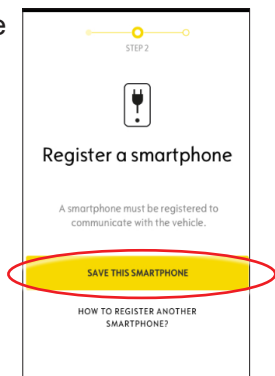 e
STEP 2
Register a smartphone
A smartphone must be registered to
communicate with the vehicle.
SAVE THIS SMARTPHONE
HOW TO REGISTER ANOTHER
SMARTPHONE?